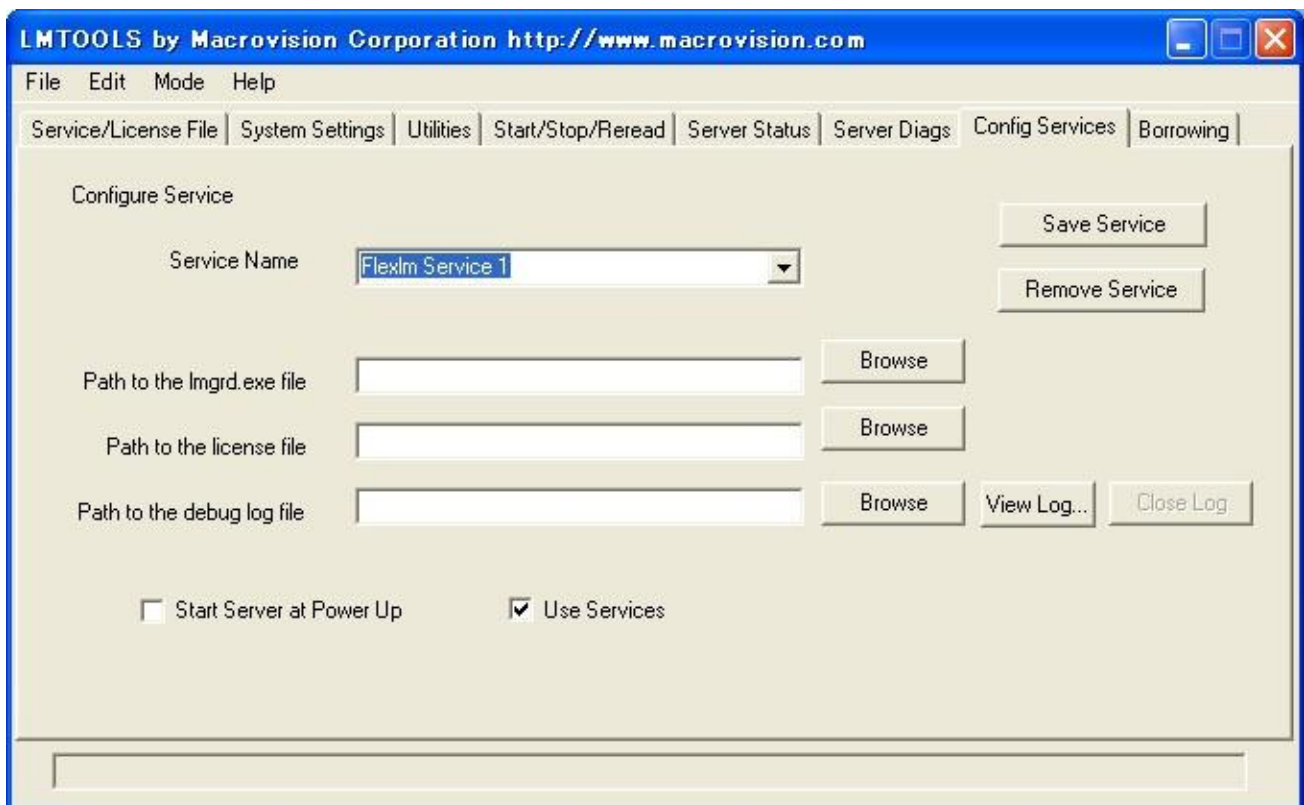 LMTOOLS by Macrovision Corporation http://www.macrovision.com
File Edit Mode Help
Service/License File System Settings Utilities Start/Stop/Reread Server Status Server Diags Config Services Borrowing
Configure Service
Save Service
Service Name Flexlm Service 1
Remove Service
Path to the lmgrd.exe file Browse
Path to the license file Browse
Path to the debug log file Browse View Log... Close Log
Start Server at Power Up Use Services